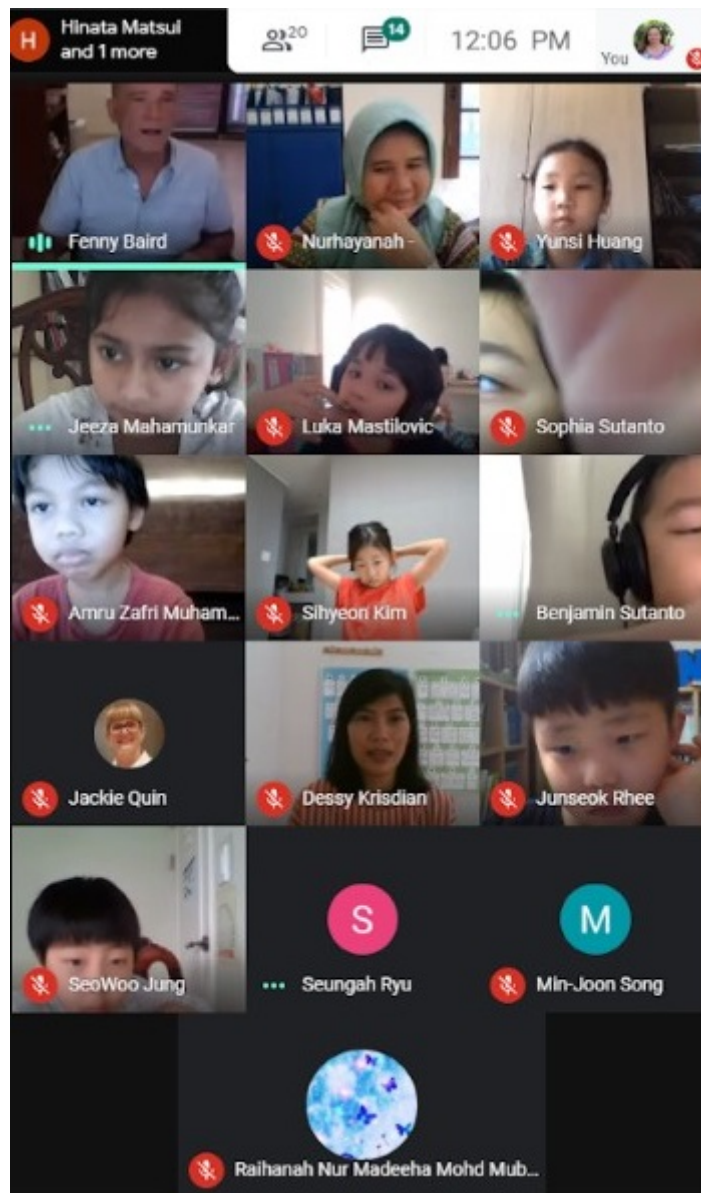 H
Hinata Matsui
and 1 more
20
14
12:06 PM
You
Fenny Baird
Nurhayanah -
Yunsi Huang
Jeeza Mahamunkar
Luka Mastilovic
Sophia Sutanto
Amru Zafri Muham...
Sihyeon Kim
Benjamin Sutanto
Jackie Quin
Dessy Krisdian
Junseok Rhee
SeoWoo Jung
S
Seungah Ryu
M
Min-Joon Song
Raihanah Nur Madeeha Mohd Mub...